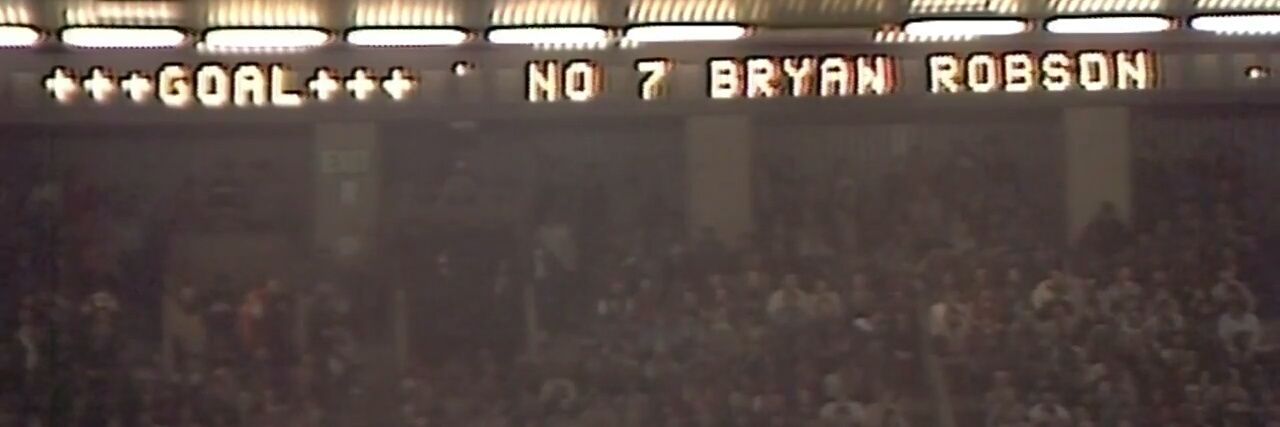 +++GOAL+++ NO 7 BRYAN ROBSON